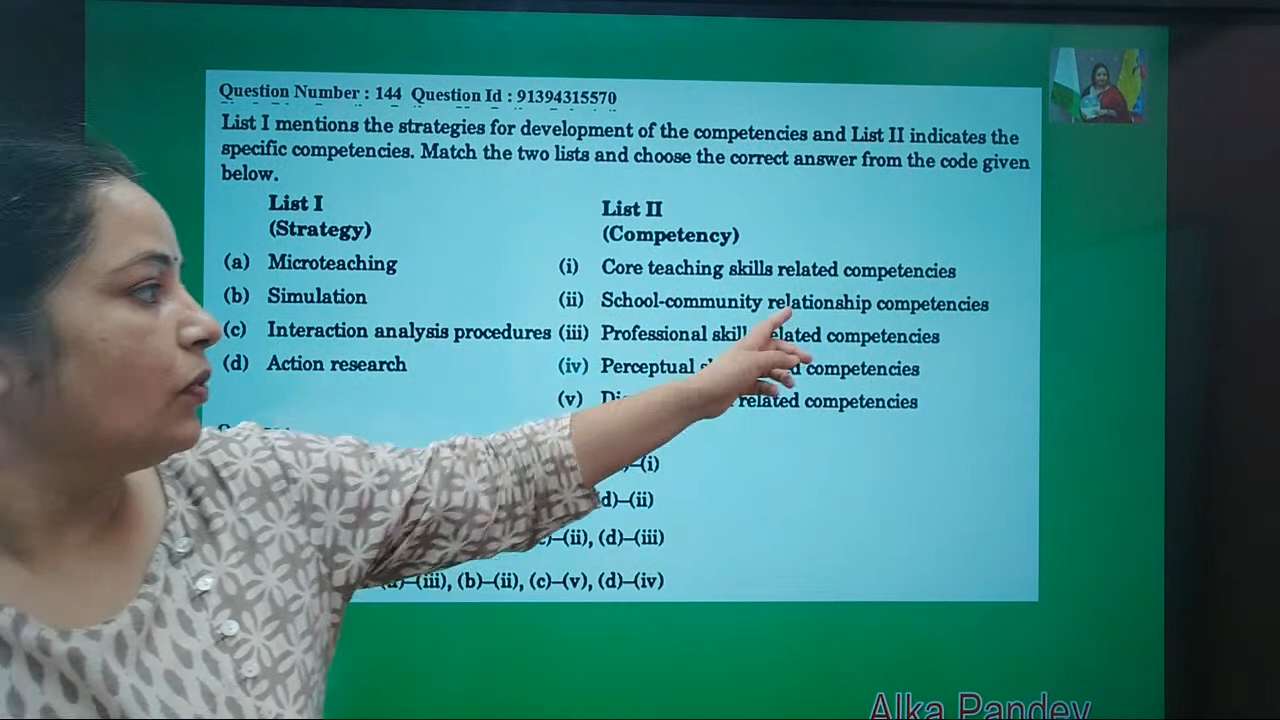 Question Number : 144 Question Id : 91394315570
List I mentions the strategies for development of the competencies and List II indicates the
specific competencies. Match the two lists and choose the correct answer from the code given
below.
List I
(Strategy)
List II
(Competency)
(a) Microteaching
(i) Core teaching skills related competencies
(b) Simulation
(ii) School-community relationship competencies
(c) Interaction analysis procedures
(iii) Professional related competencies
(d) Action research
(iv) Perceptual competencies
(v) related competencies
(i)
(d)–(ii)
(ii), (d)–(iii)
(iii), (b)–(ii), (c)–(v), (d)–(iv)
Alka Pandey